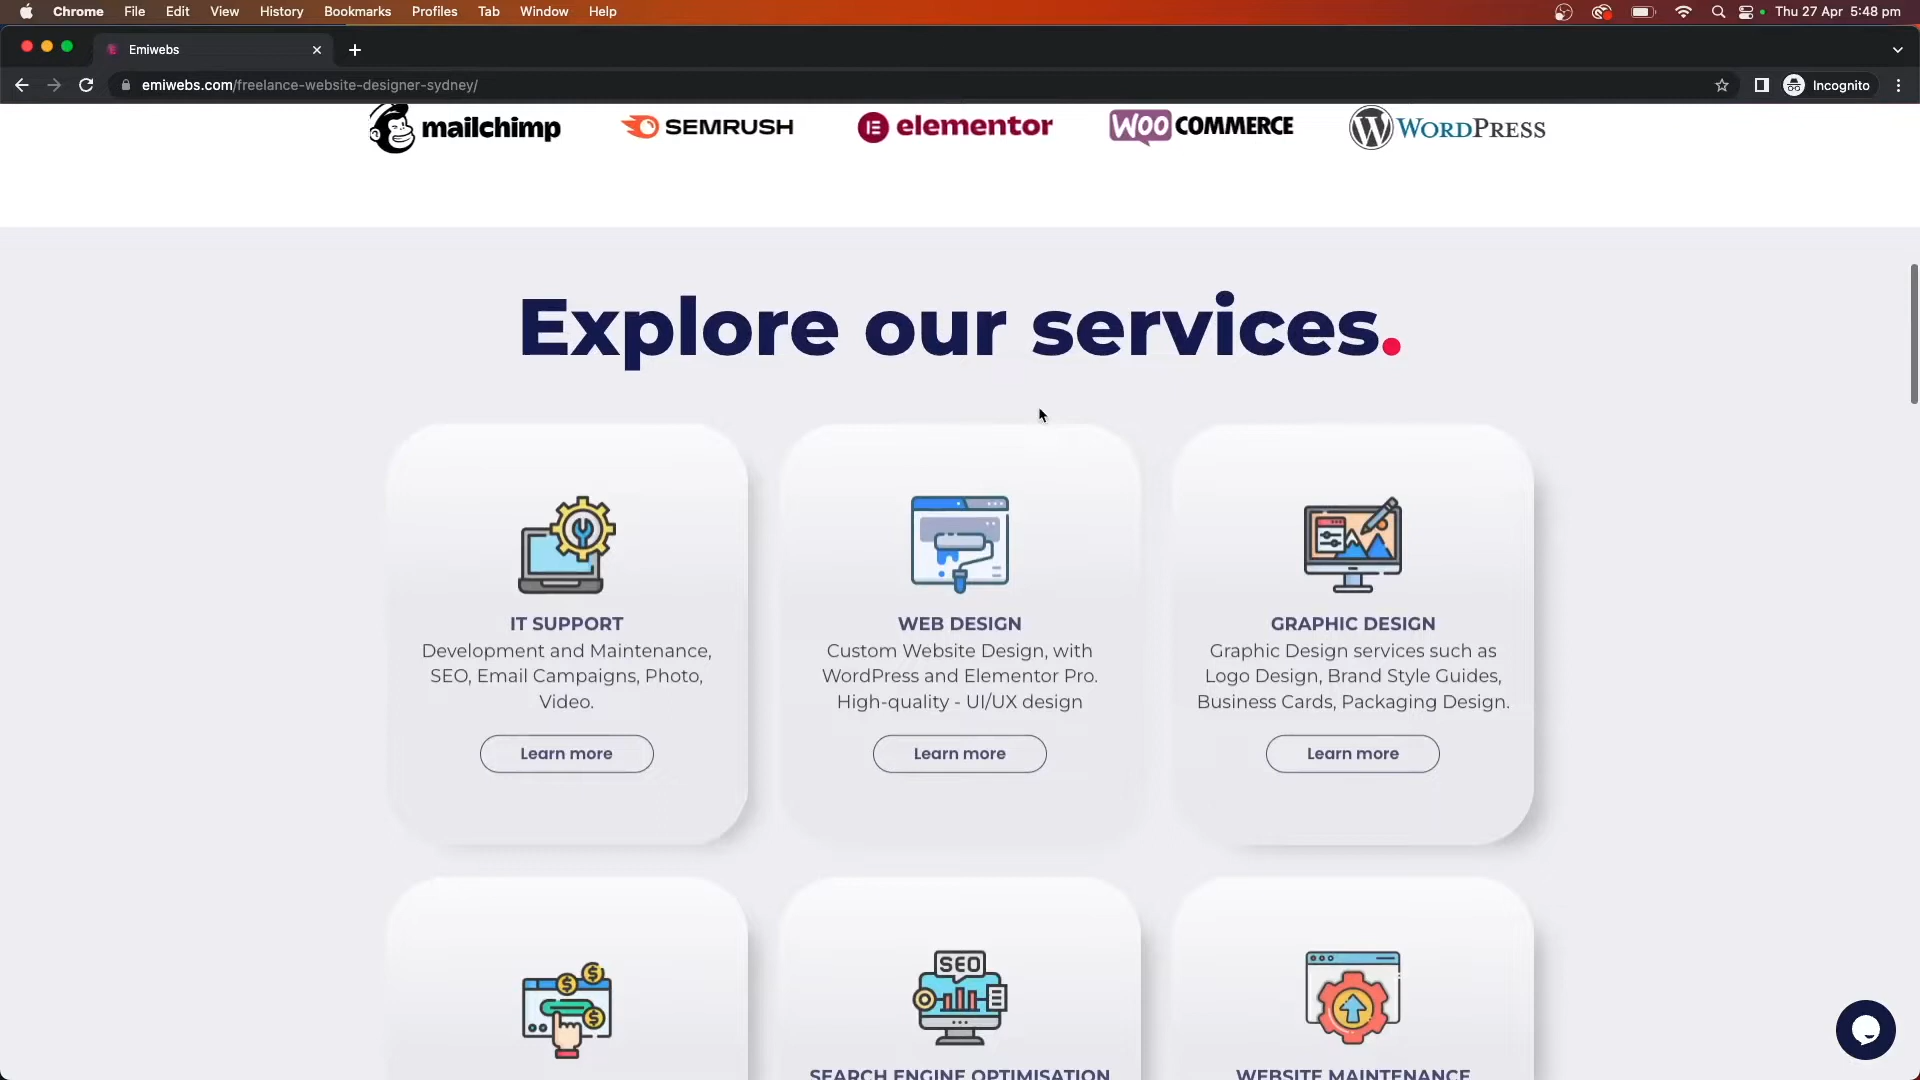 Chrome File Edit View History Bookmarks Profiles Tab Window Help
Thu 27 Apr 5:48 pm
Emiwebs
emiwebs.com/freelance-website-designer-sydney/
Incognito
mailchimp
SEMRUSH
elementor
WOO COMMERCE
WORDPRESS
Explore our services.
IT SUPPORT
Development and Maintenance,
SEO, Email Campaigns, Photo,
Video.
Learn more
WEB DESIGN
Custom Website Design, with
WordPress and Elementor Pro.
High-quality - UI/UX design
Learn more
GRAPHIC DESIGN
Graphic Design services such as
Logo Design, Brand Style Guides,
Business Cards, Packaging Design.
Learn more
SEO
SEARCH ENGINE OPTIMISATION
WEBSITE MAINTENANCE